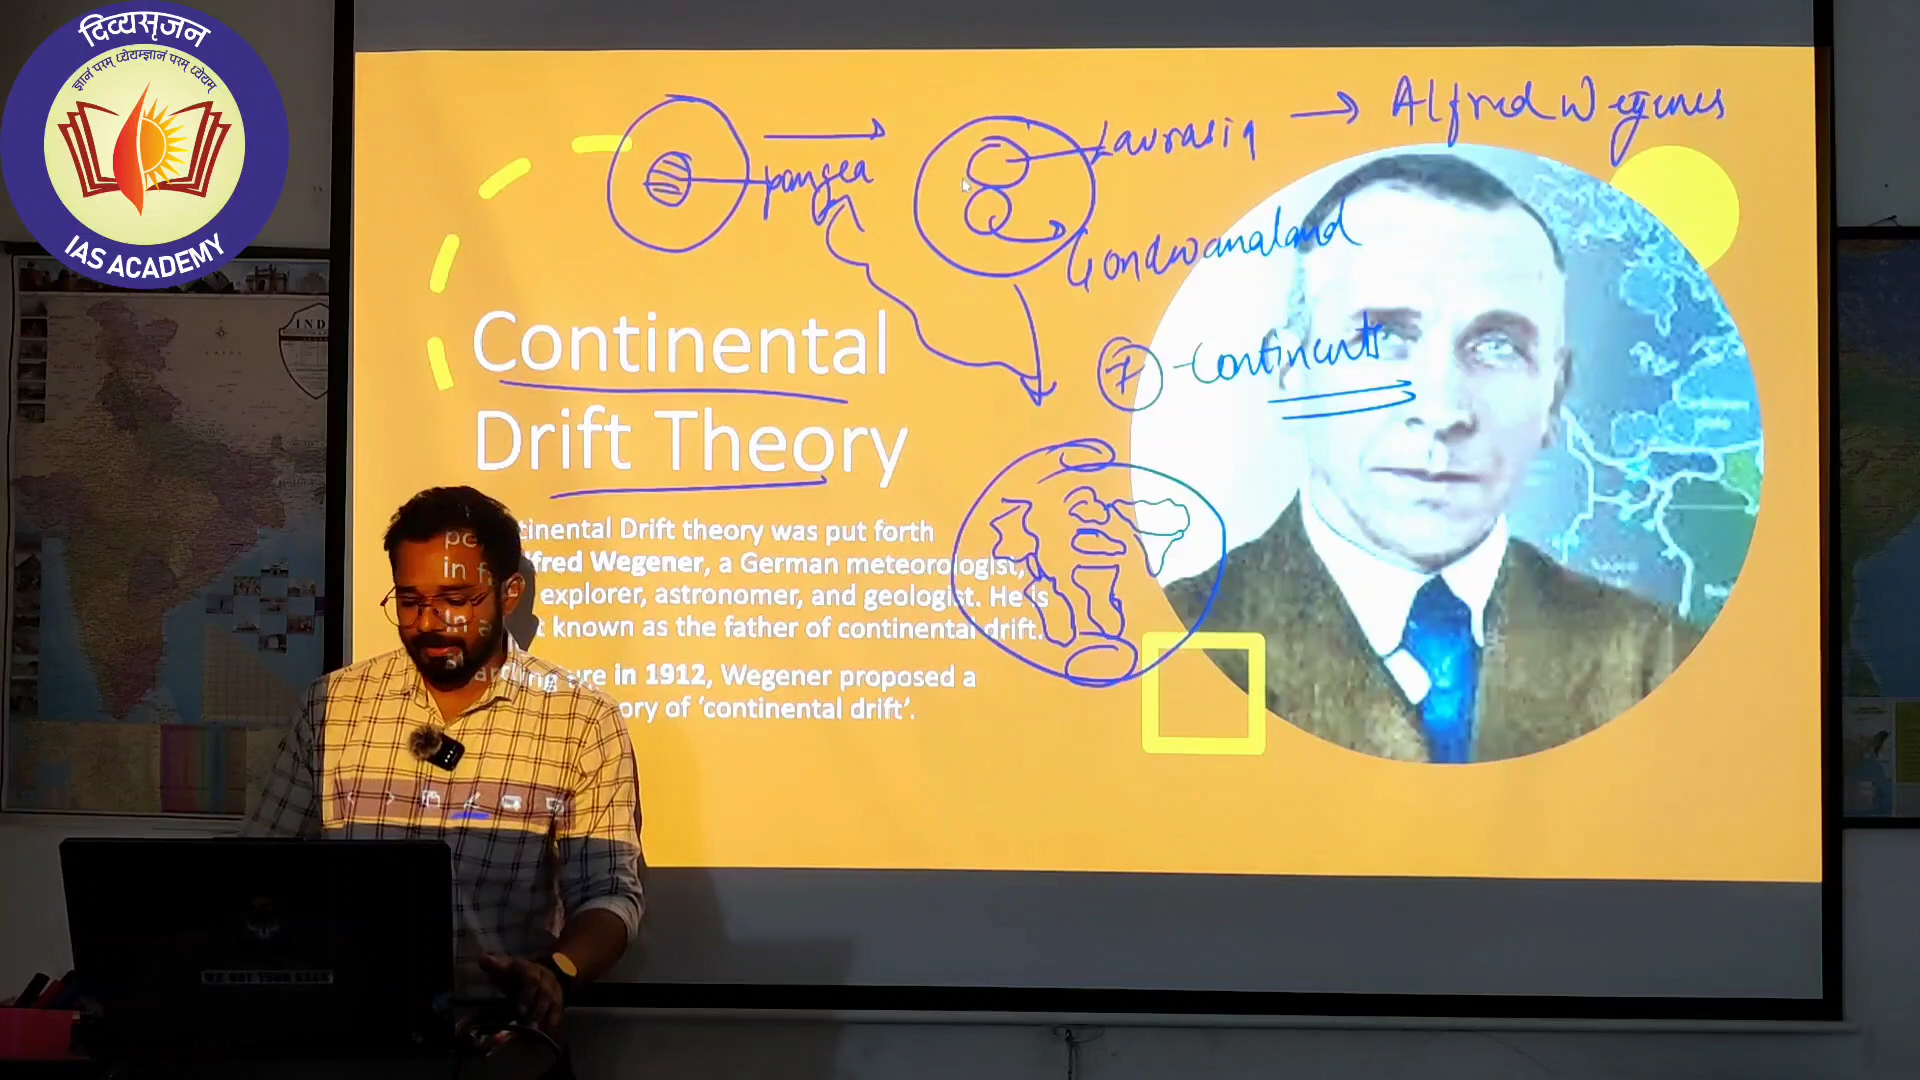 दिव्यसृजन
ज्ञानं परम् ध्येयम्ज्ञानं परम् ध्येयम्
IAS ACADEMY
pangea
Laurasia
→ Alfred Wegener
Gondwanaland
7 - Continents
Continental
Drift Theory
tinental Drift theory was put forth
lfred Wegener, a German meteorologist,
explorer, astronomer, and geologist. He is
t known as the father of continental drift.
ure in 1912, Wegener proposed a
ory of ‘continental drift’.
IND